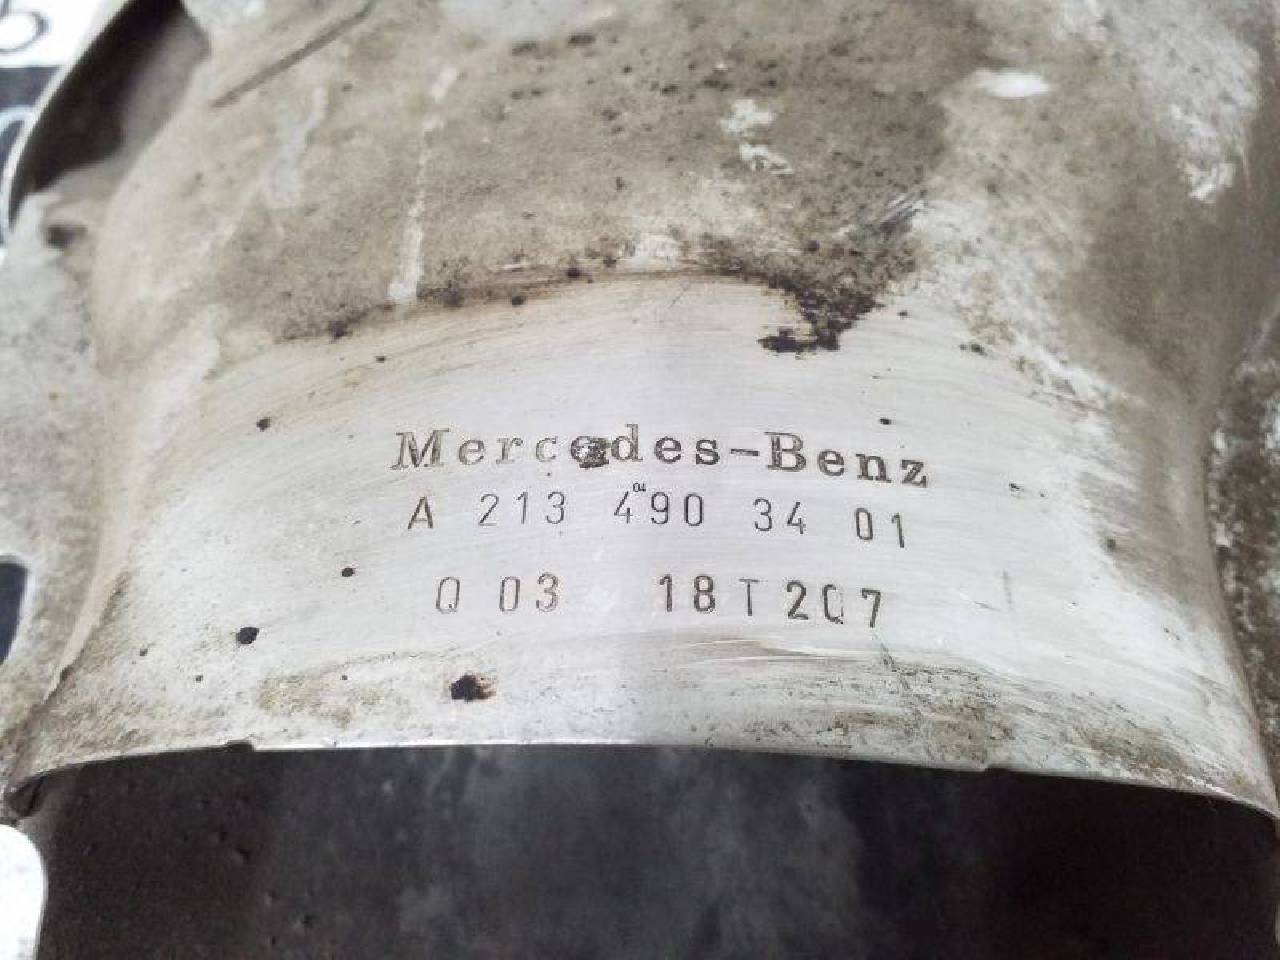 Mercedes-Benz
A 213 490 34 01
Q 03 18T207